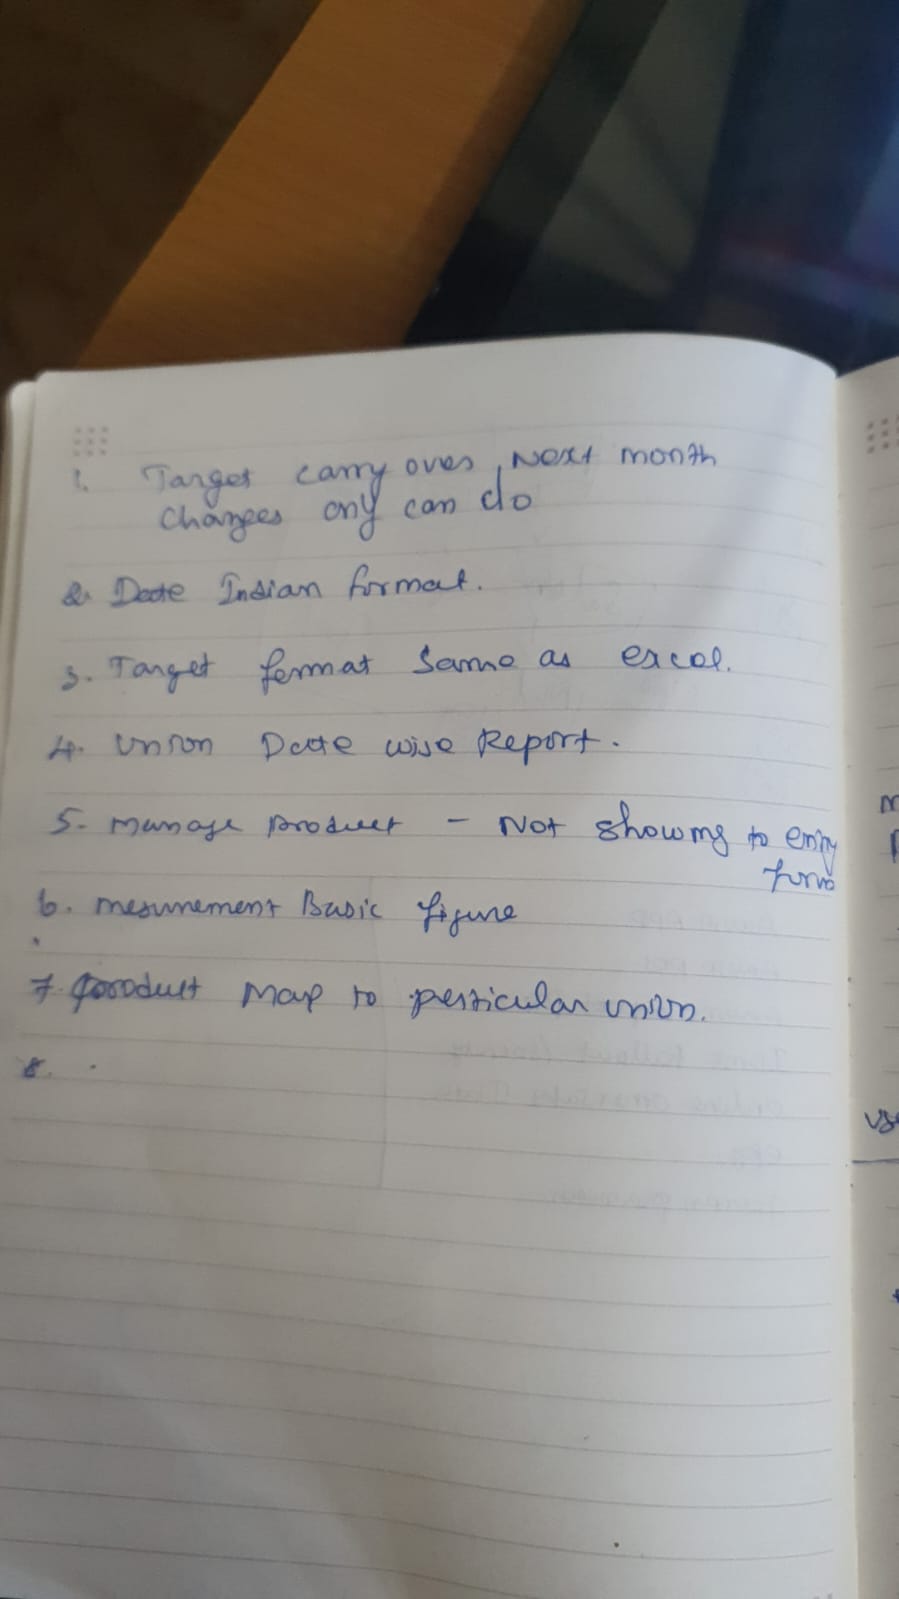 1. Target carry over, Next month
changes only can do
2. Date Indian format.
3. Target format Same as excel.
4. Union Date wise Report.
5- manage product - Not showing to entry
form
6. mesurement Basic figure
7. product map to perticular union.
8.